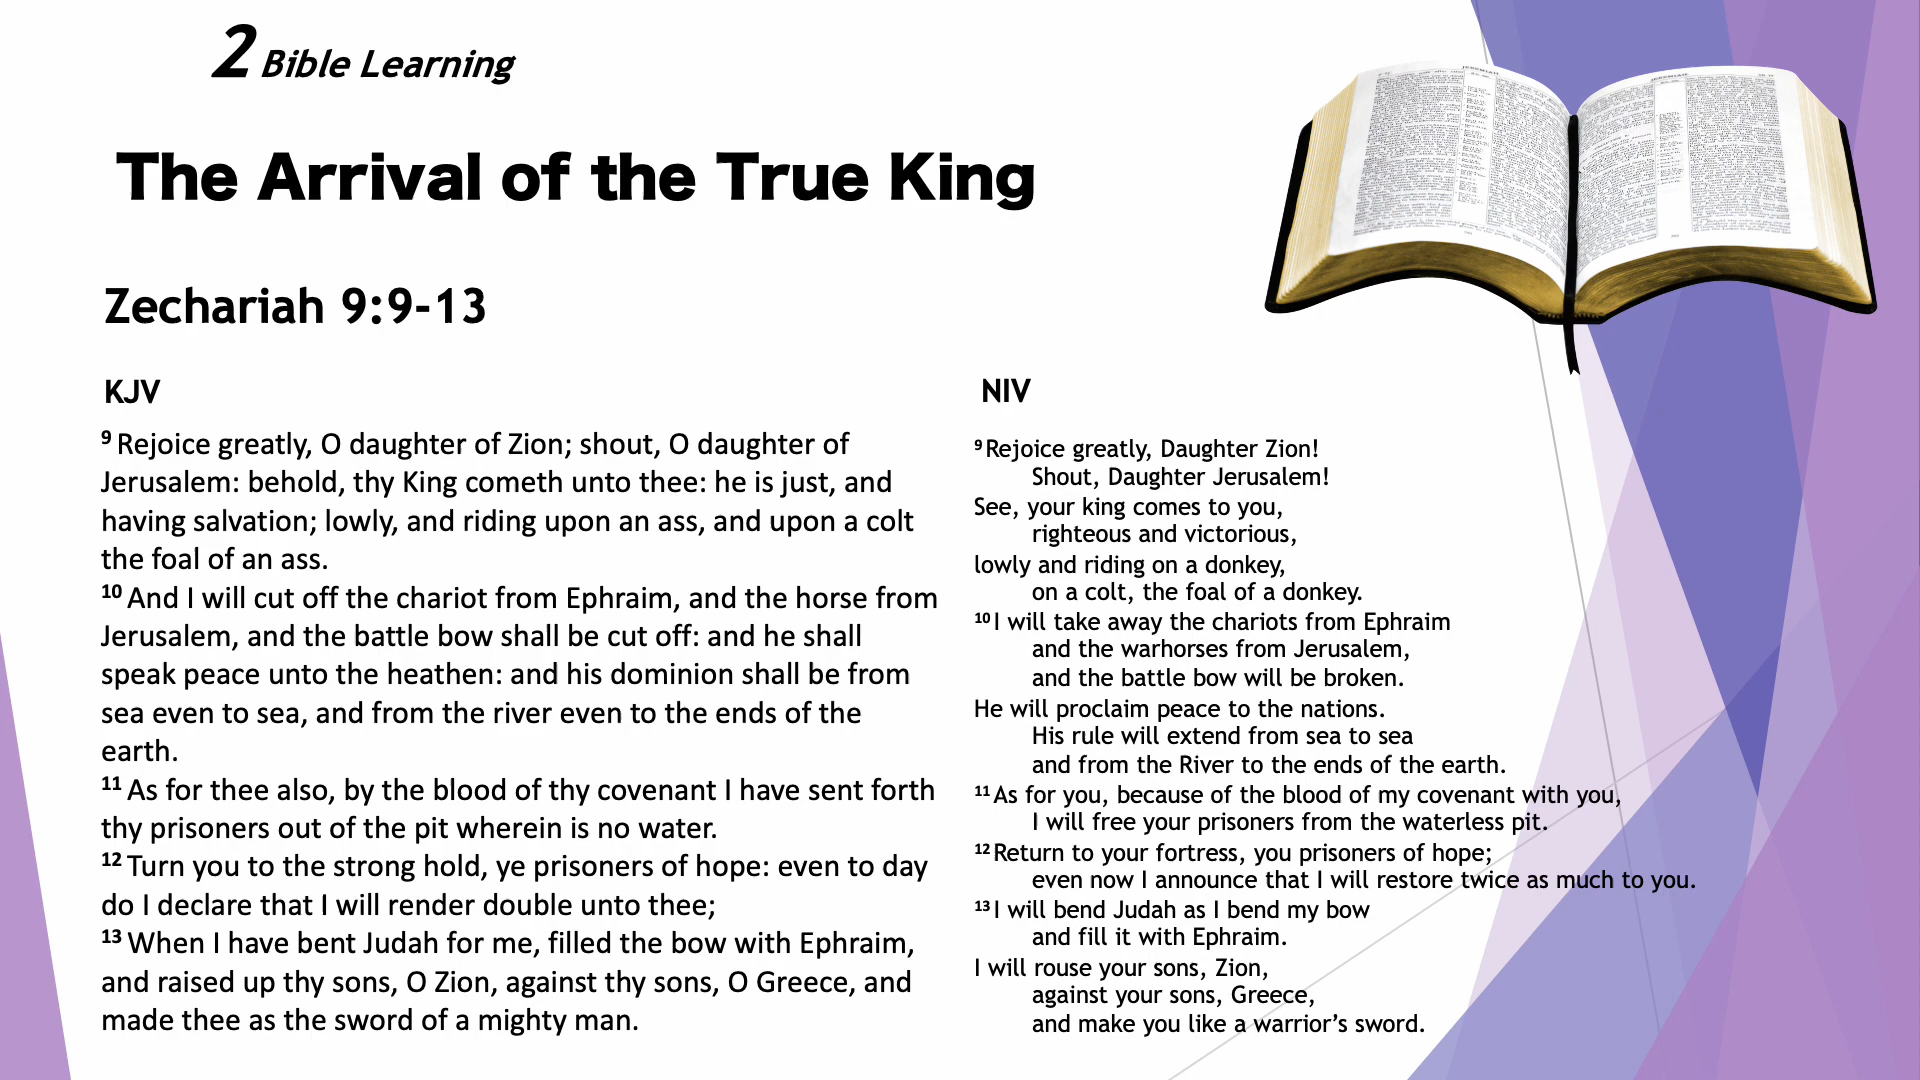 2 Bible Learning
The Arrival of the True King
Zechariah 9:9-13
KJV
9 Rejoice greatly, O daughter of Zion; shout, O daughter of
Jerusalem: behold, thy King cometh unto thee: he is just, and
having salvation; lowly, and riding upon an ass, and upon a colt
the foal of an ass.
10 And I will cut off the chariot from Ephraim, and the horse from
Jerusalem, and the battle bow shall be cut off: and he shall
speak peace unto the heathen: and his dominion shall be from
sea even to sea, and from the river even to the ends of the
earth.
11 As for thee also, by the blood of thy covenant I have sent forth
thy prisoners out of the pit wherein is no water.
12 Turn you to the strong hold, ye prisoners of hope: even to day
do I declare that I will render double unto thee;
13 When I have bent Judah for me, filled the bow with Ephraim,
and raised up thy sons, O Zion, against thy sons, O Greece, and
made thee as the sword of a mighty man.
NIV
9 Rejoice greatly, Daughter Zion!
Shout, Daughter Jerusalem!
See, your king comes to you,
righteous and victorious,
lowly and riding on a donkey,
on a colt, the foal of a donkey.
10 I will take away the chariots from Ephraim
and the warhorses from Jerusalem,
and the battle bow will be broken.
He will proclaim peace to the nations.
His rule will extend from sea to sea
and from the River to the ends of the earth.
11 As for you, because of the blood of my covenant with you,
I will free your prisoners from the waterless pit.
12 Return to your fortress, you prisoners of hope;
even now I announce that I will restore twice as much to you.
13 I will bend Judah as I bend my bow
and fill it with Ephraim.
I will rouse your sons, Zion,
against your sons, Greece,
and make you like a warrior’s sword.
JEREMIAH
JEREMIAH